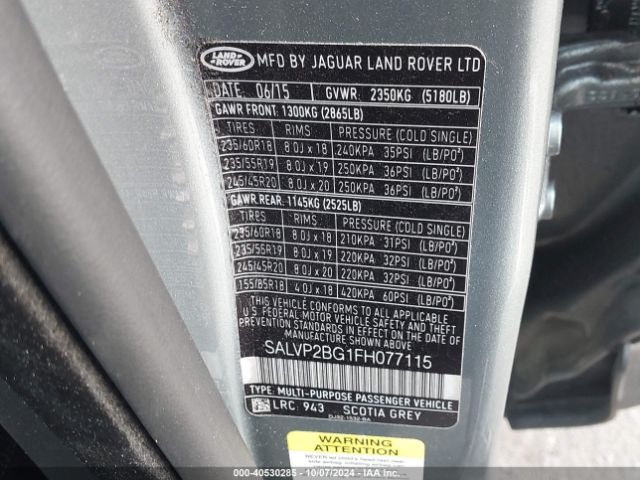 LAND ROVER
MFD BY JAGUAR LAND ROVER LTD
DATE: 06/15 GVWR: 2350KG (5180LB)
GAWR FRONT: 1300KG (2865LB)
TIRES RIMS PRESSURE (COLD SINGLE)
235/60R18 8.0J x 18 240KPA 35PSI (LB/PO²)
235/55R19 8.0J x 19 250KPA 36PSI (LB/PO²)
245/45R20 8.0J x 20 250KPA 36PSI (LB/PO²)
GAWR.REAR: 1145KG (2525LB)
TIRES RIMS PRESSURE (COLD SINGLE)
235/60R18 8.0J x 18 210KPA 31PSI (LB/PO²)
235/55R19 8.0J x 19 220KPA 32PSI (LB/PO²)
245/45R20 8.0J x 20 220KPA 32PSI (LB/PO²)
155/85R18 4.0J x 18 420KPA 60PSI (LB/PO²)
THIS VEHICLE CONFORMS TO ALL APPLICABLE
U.S. FEDERAL MOTOR VEHICLE SAFETY STANDARDS
IN EFFECT ON THE DATE OF MANUFACTURE
SHOWN ABOVE.
SALVP2BG1FH077115
TYPE: MULTI-PURPOSE PASSENGER VEHICLE
LRC: 943 SCOTIA GREY
WARNING
ATTENTION
000 - 40530285 - 10/07/2024 - 000